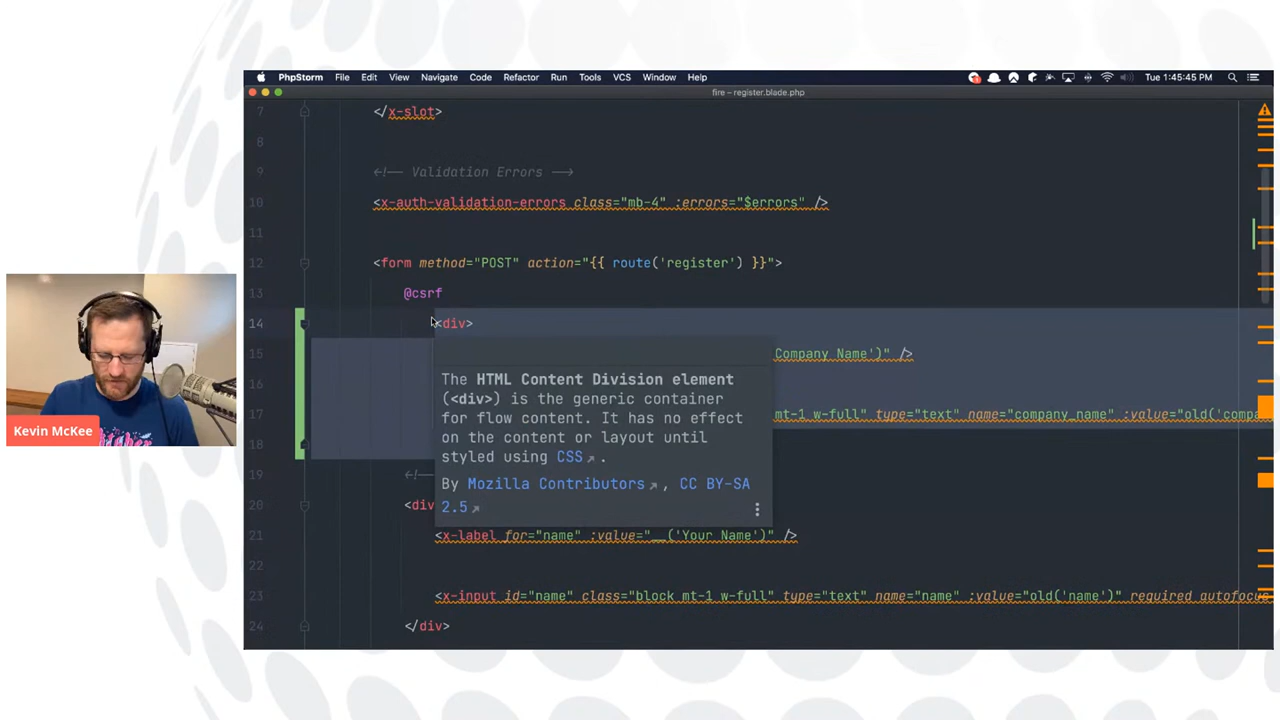 PhpStorm File Edit View Navigate Code Refactor Run Tools VCS Window Help Tue 1:45:45 PM
fire – register.blade.php
7 </x-slot>
8
9 <!-- Validation Errors -->
10 <x-auth-validation-errors class="mb-4" :errors="$errors" />
11
12 <form method="POST" action="{{ route('register') }}">
13 @csrf
14 <div>
15 Company Name')" />
16
17 mt-1 w-full" type="text" name="company_name" :value="old('compa
18
19 <!--
20 <div
21 <x-label for="name" :value="__('Your Name')" />
22
23 <x-input id="name" class="block mt-1 w-full" type="text" name="name" :value="old('name')" required autofocus
24 </div>
The HTML Content Division element
(<div>) is the generic container
for flow content. It has no effect
on the content or layout until
styled using CSS↗.
By Mozilla Contributors↗, CC BY-SA
2.5↗
Kevin McKee